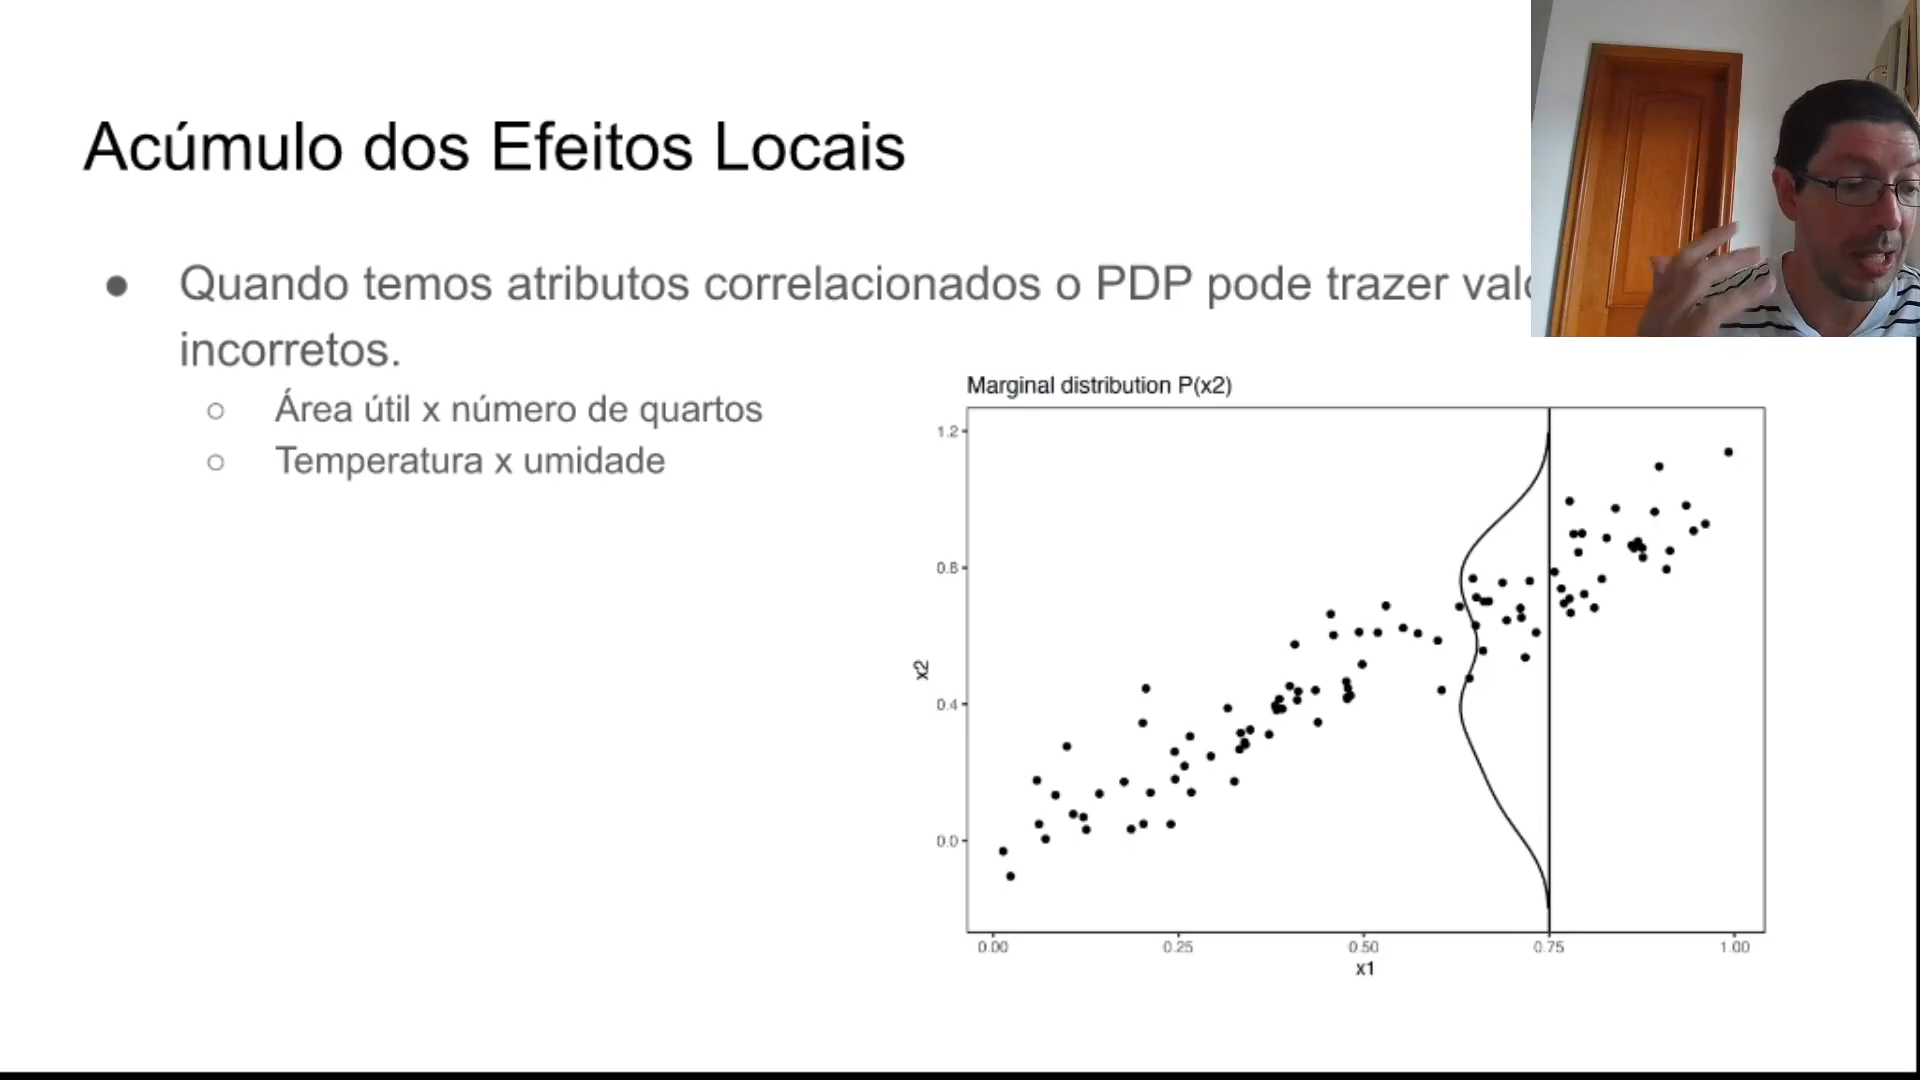 Acúmulo dos Efeitos Locais
● Quando temos atributos correlacionados o PDP pode trazer
incorretos.
○ Área útil x número de quartos
○ Temperatura x umidade
Marginal distribution P(x2)
1.2
0.8
0.4
0.0
x2
0.00 0.25 0.50 0.75 1.00
x1